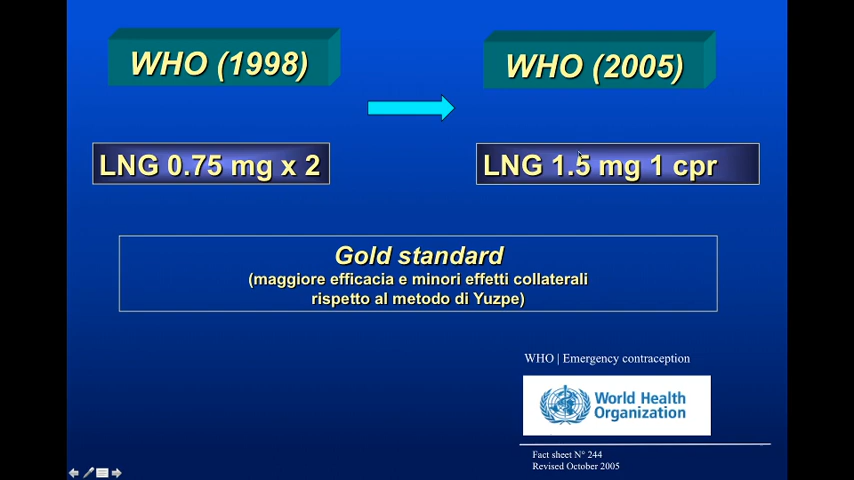 WHO (1998)
WHO (2005)
LNG 0.75 mg x 2
LNG 1.5 mg 1 cpr
Gold standard
(maggiore efficacia e minori effetti collaterali
rispetto al metodo di Yuzpe)
WHO | Emergency contraception
World Health
Organization
Fact sheet N° 244
Revised October 2005